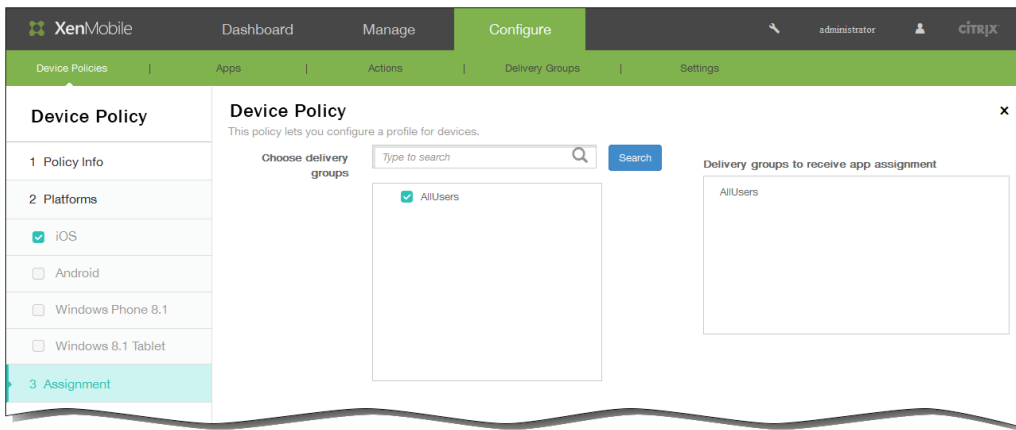 XenMobile
Dashboard
Manage
Configure
administrator
CİTRIX
Device Policies | Apps | Actions | Delivery Groups | Settings
Device Policy
1 Policy Info
2 Platforms
iOS
Android
Windows Phone 8.1
Windows 8.1 Tablet
3 Assignment
Device Policy
This policy lets you configure a profile for devices.
Choose delivery
groups
Type to search
Search
AllUsers
Delivery groups to receive app assignment
AllUsers